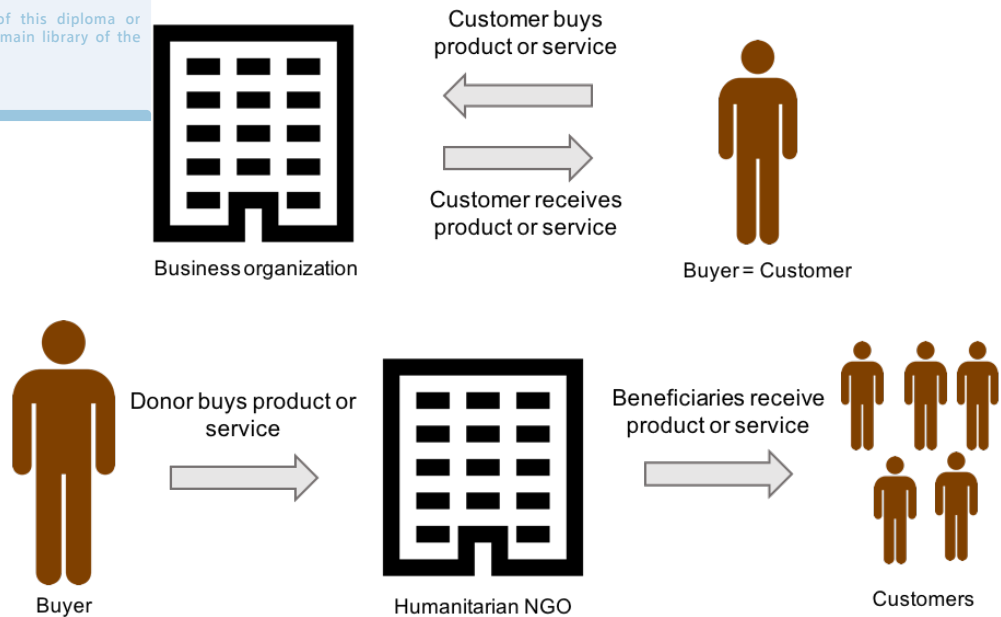 of this diploma or
main library of the
Customer buys
product or service
Customer receives
product or service
Business organization
Buyer = Customer
Donor buys product or
service
Beneficiaries receive
product or service
Buyer
Humanitarian NGO
Customers